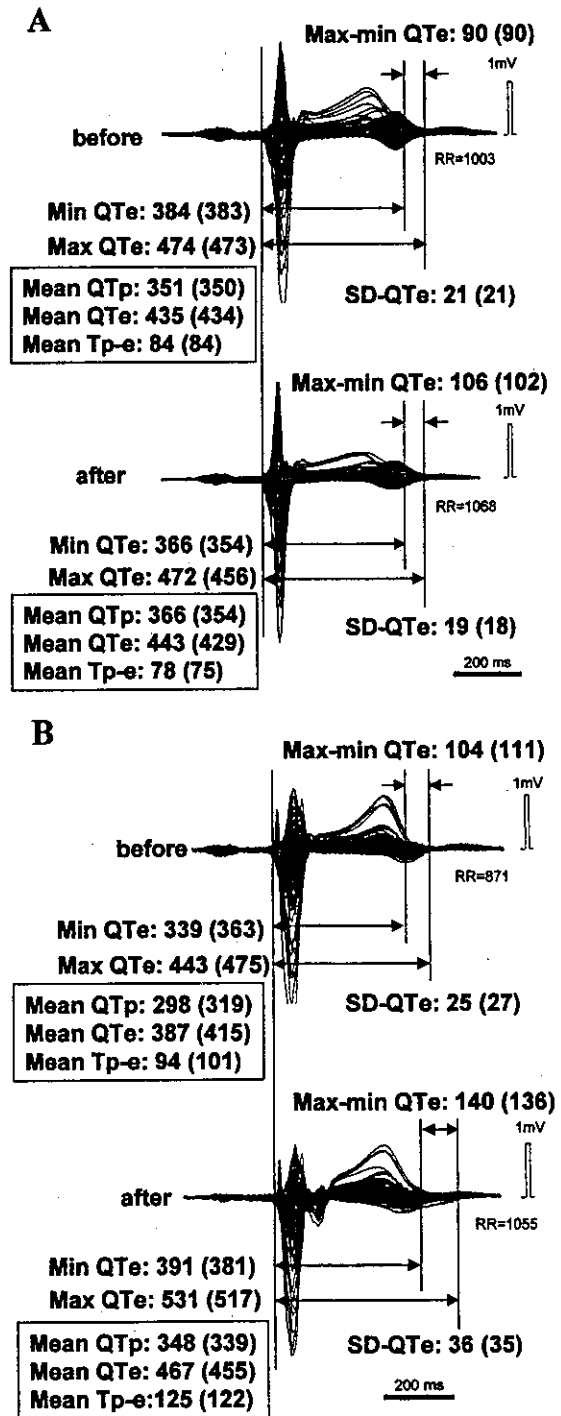 A
Max-min QTe: 90 (90)
1mV
before
RR=1003
Min QTe: 384 (383)
Max QTe: 474 (473)
Mean QTp: 351 (350)
Mean QTe: 435 (434)
Mean Tp-e: 84 (84)
SD-QTe: 21 (21)
Max-min QTe: 106 (102)
1mV
after
RR=1068
Min QTe: 366 (354)
Max QTe: 472 (456)
Mean QTp: 366 (354)
Mean QTe: 443 (429)
Mean Tp-e: 78 (75)
SD-QTe: 19 (18)
200 ms
B
Max-min QTe: 104 (111)
1mV
before
RR=871
Min QTe: 339 (363)
Max QTe: 443 (475)
Mean QTp: 298 (319)
Mean QTe: 387 (415)
Mean Tp-e: 94 (101)
SD-QTe: 25 (27)
Max-min QTe: 140 (136)
1mV
after
RR=1055
Min QTe: 391 (381)
Max QTe: 531 (517)
Mean QTp: 348 (339)
Mean QTe: 467 (455)
Mean Tp-e:125 (122)
SD-QTe: 36 (35)
200 ms